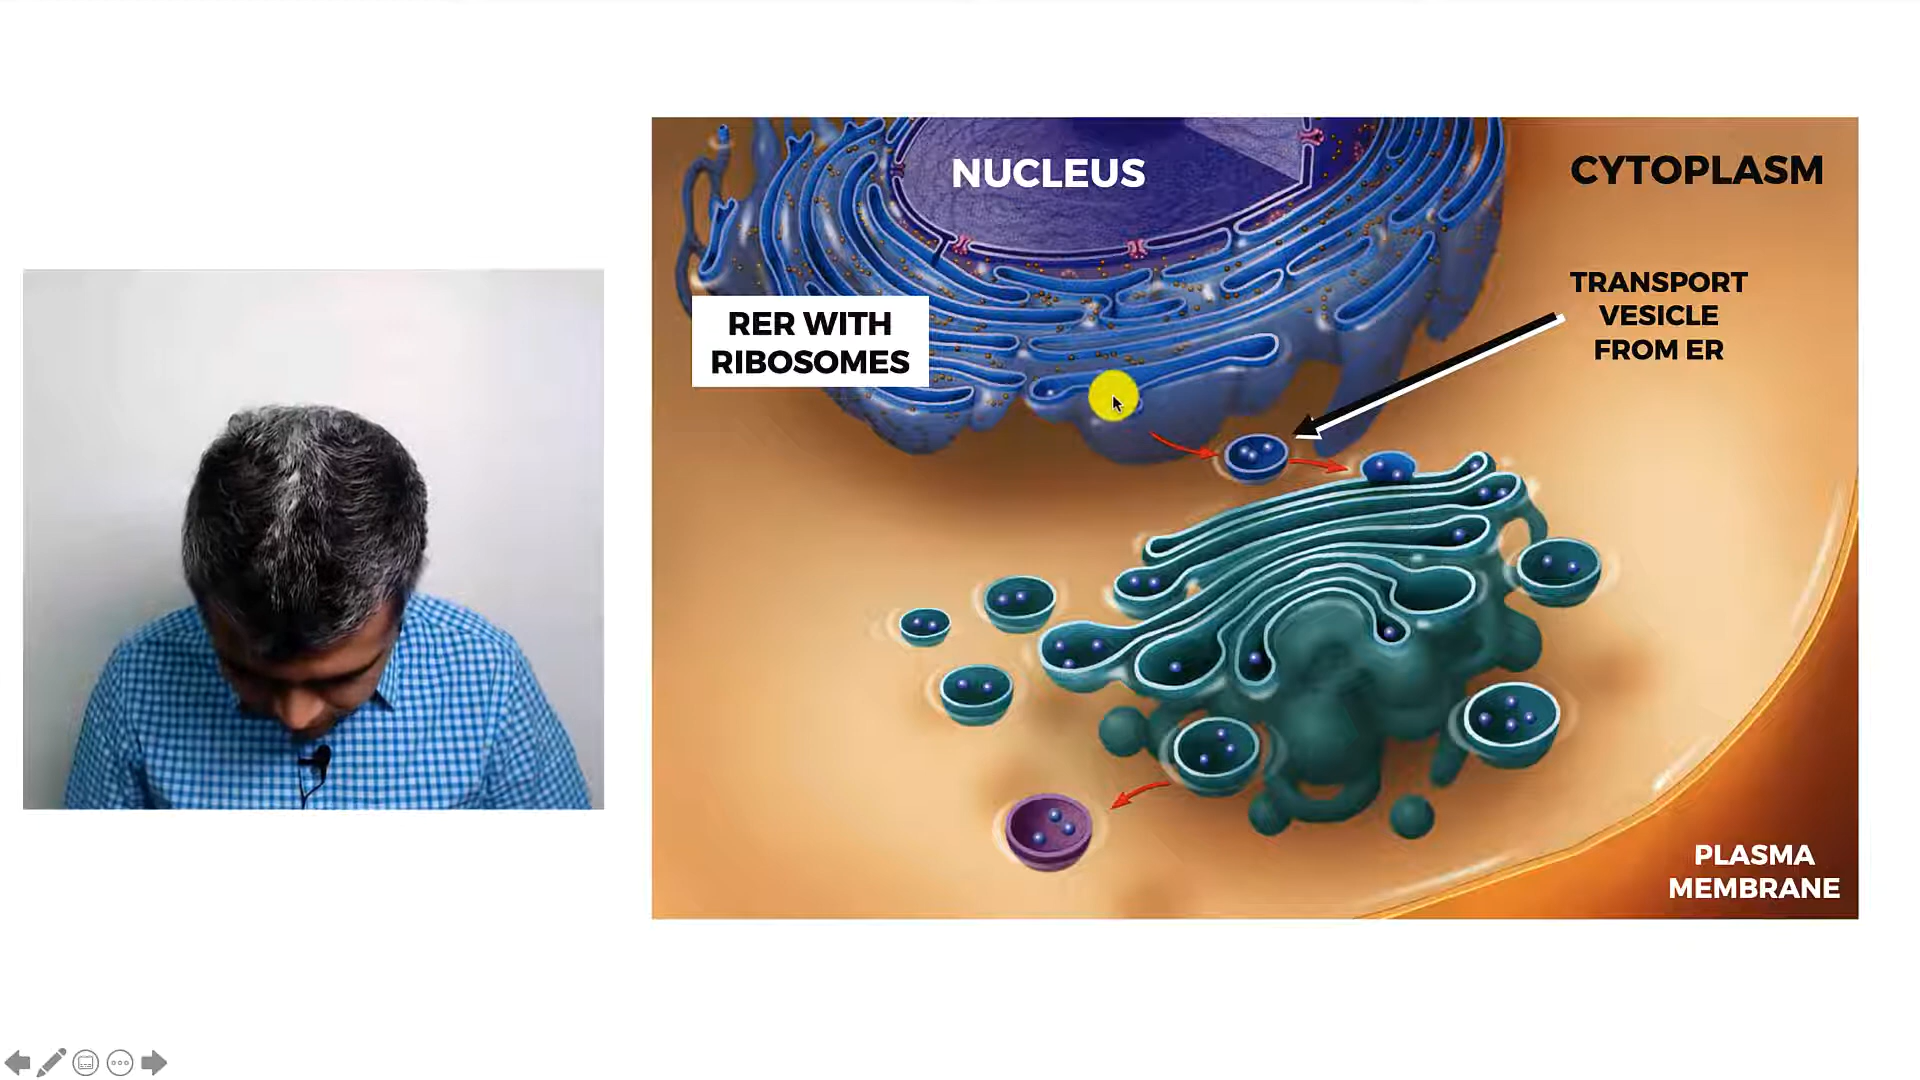 NUCLEUS
CYTOPLASM
TRANSPORT
VESICLE
FROM ER
RER WITH
RIBOSOMES
PLASMA
MEMBRANE